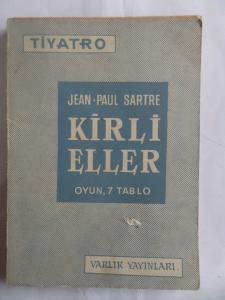 TİYATRO
JEAN-PAUL SARTRE
KİRLİ
ELLER
OYUN, 7 TABLO
VARLIK YAYINLARI